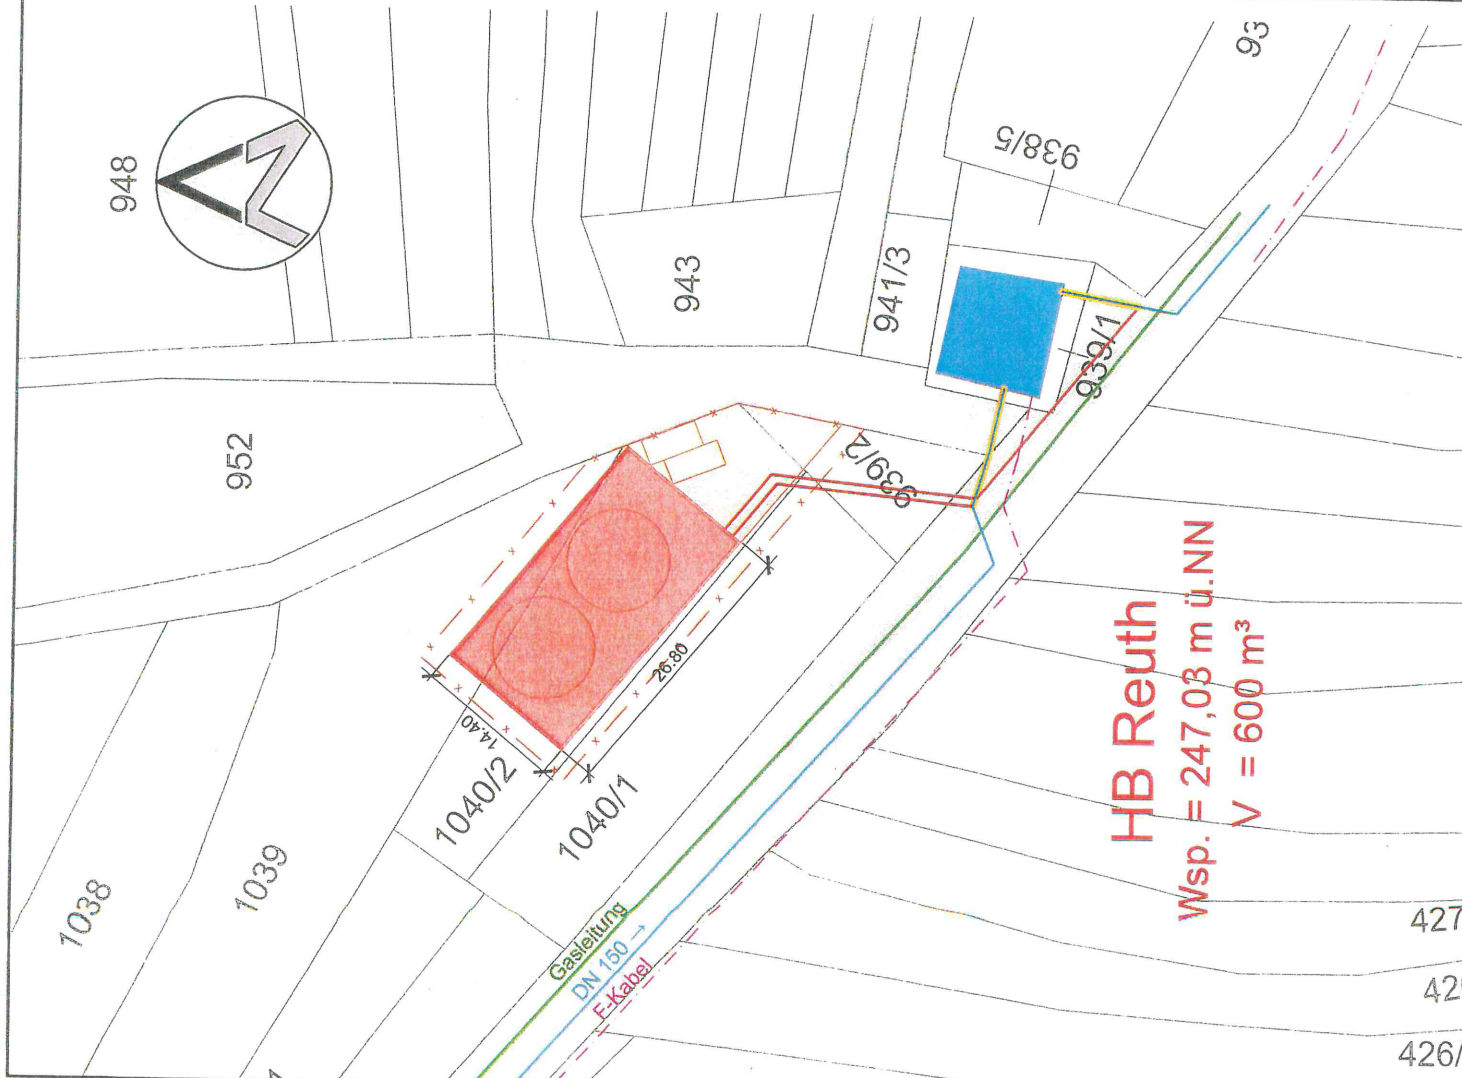 948
93
938/5
943
941/3
939/1
952
939/2
26.80
14.40
1040/2
1040/1
1038
1039
HB Reuth
Wsp. = 247,03 m ü.NN
V = 600 m³
Gasleitung
DN 150 →
F-Kabel
427
42
426/